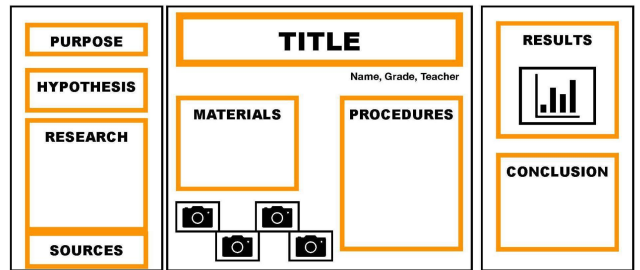 PURPOSE
HYPOTHESIS
RESEARCH
SOURCES
TITLE
Name, Grade, Teacher
MATERIALS
PROCEDURES
RESULTS
CONCLUSION